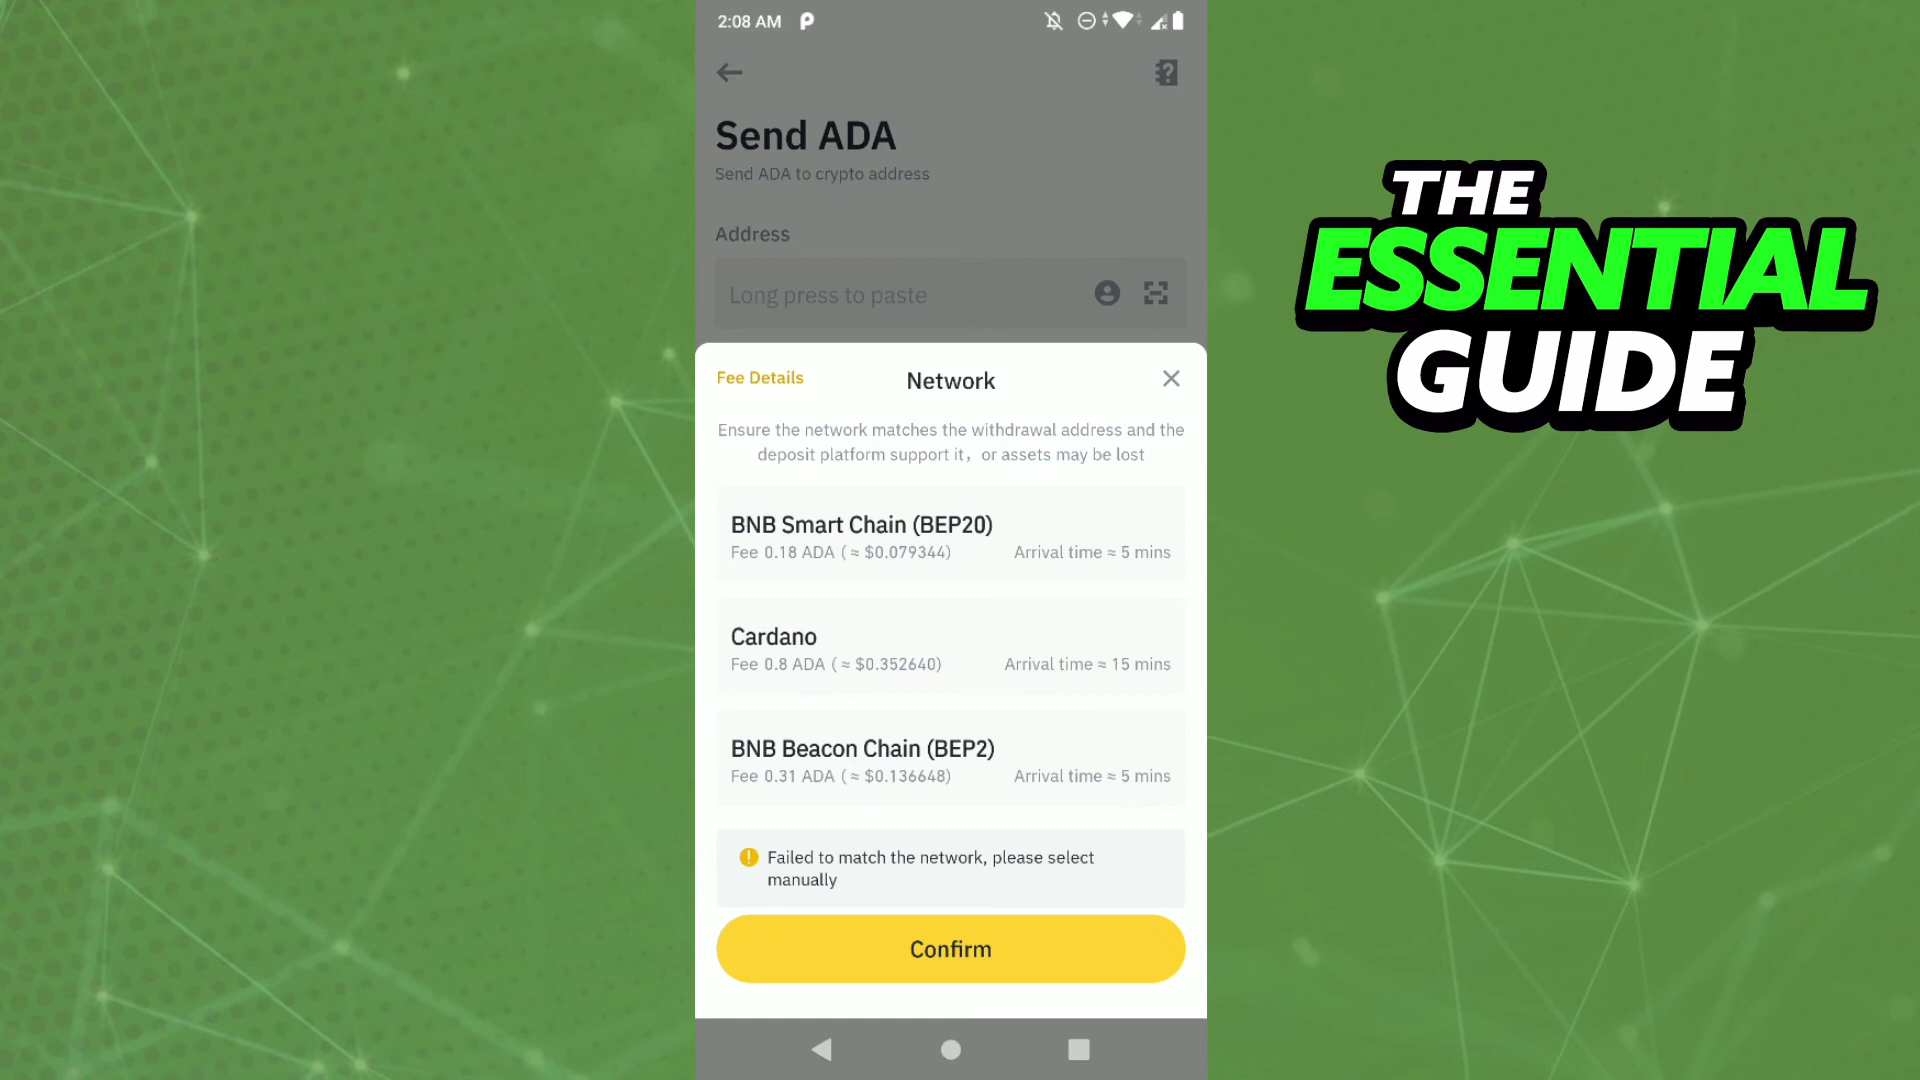 2:08 AM
Send ADA
Send ADA to crypto address
Address
Long press to paste
Fee Details
Network
Ensure the network matches the withdrawal address and the
deposit platform support it，or assets may be lost
BNB Smart Chain (BEP20)
Fee 0.18 ADA (≈ $0.079344)
Arrival time ≈ 5 mins
Cardano
Fee 0.8 ADA (≈ $0.352640)
Arrival time ≈ 15 mins
BNB Beacon Chain (BEP2)
Fee 0.31 ADA (≈ $0.136648)
Arrival time ≈ 5 mins
Failed to match the network, please select
manually
Confirm
THE
ESSENTIAL
GUIDE